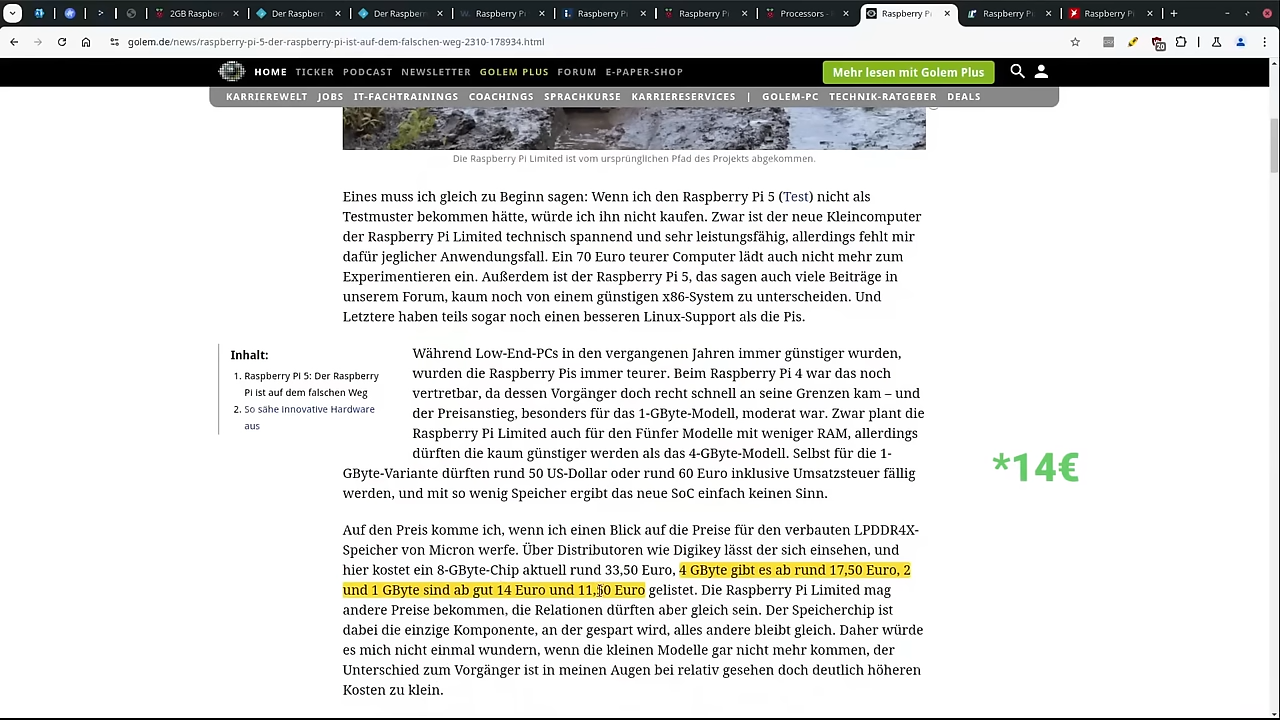 2GB Raspber
Der Raspberr
Der Raspberr
Raspberry Pi
Raspberry Pi
Raspberry Pi
Processors -
Raspberry Pi
Raspberry Pi
Raspberry Pi
golem.de/news/raspberry-pi-5-der-raspberry-pi-ist-auf-dem-falschen-weg-2310-178934.html
20
HOME TICKER PODCAST NEWSLETTER GOLEM PLUS FORUM E-PAPER-SHOP
Mehr lesen mit Golem Plus
KARRIEREWELT JOBS IT-FACHTRAININGS COACHINGS SPRACHKURSE KARRIERESERVICES | GOLEM-PC TECHNIK-RATGEBER DEALS
Die Raspberry Pi Limited ist vom ursprünglichen Pfad des Projekts abgekommen.
Eines muss ich gleich zu Beginn sagen: Wenn ich den Raspberry Pi 5 (Test) nicht als
Testmuster bekommen hätte, würde ich ihn nicht kaufen. Zwar ist der neue Kleincomputer
der Raspberry Pi Limited technisch spannend und sehr leistungsfähig, allerdings fehlt mir
dafür jeglicher Anwendungsfall. Ein 70 Euro teurer Computer lädt auch nicht mehr zum
Experimentieren ein. Außerdem ist der Raspberry Pi 5, das sagen auch viele Beiträge in
unserem Forum, kaum noch von einem günstigen x86-System zu unterscheiden. Und
Letztere haben teils sogar noch einen besseren Linux-Support als die Pis.
Inhalt:
1. Raspberry Pi 5: Der Raspberry
Pi ist auf dem falschen Weg
2. So sähe innovative Hardware
aus
Während Low-End-PCs in den vergangenen Jahren immer günstiger wurden,
wurden die Raspberry Pis immer teurer. Beim Raspberry Pi 4 war das noch
vertretbar, da dessen Vorgänger doch recht schnell an seine Grenzen kam – und
der Preisanstieg, besonders für das 1-GByte-Modell, moderat war. Zwar plant die
Raspberry Pi Limited auch für den Fünfer Modelle mit weniger RAM, allerdings
dürften die kaum günstiger werden als das 4-GByte-Modell. Selbst für die 1-
GByte-Variante dürften rund 50 US-Dollar oder rund 60 Euro inklusive Umsatzsteuer fällig
werden, und mit so wenig Speicher ergibt das neue SoC einfach keinen Sinn.
*14€
Auf den Preis komme ich, wenn ich einen Blick auf die Preise für den verbauten LPDDR4X-
Speicher von Micron werfe. Über Distributoren wie Digikey lässt der sich einsehen, und
hier kostet ein 8-GByte-Chip aktuell rund 33,50 Euro, 4 GByte gibt es ab rund 17,50 Euro, 2
und 1 GByte sind ab gut 14 Euro und 11,50 Euro gelistet. Die Raspberry Pi Limited mag
andere Preise bekommen, die Relationen dürften aber gleich sein. Der Speicherchip ist
dabei die einzige Komponente, an der gespart wird, alles andere bleibt gleich. Daher würde
es mich nicht einmal wundern, wenn die kleinen Modelle gar nicht mehr kommen, der
Unterschied zum Vorgänger ist in meinen Augen bei relativ gesehen doch deutlich höheren
Kosten zu klein.